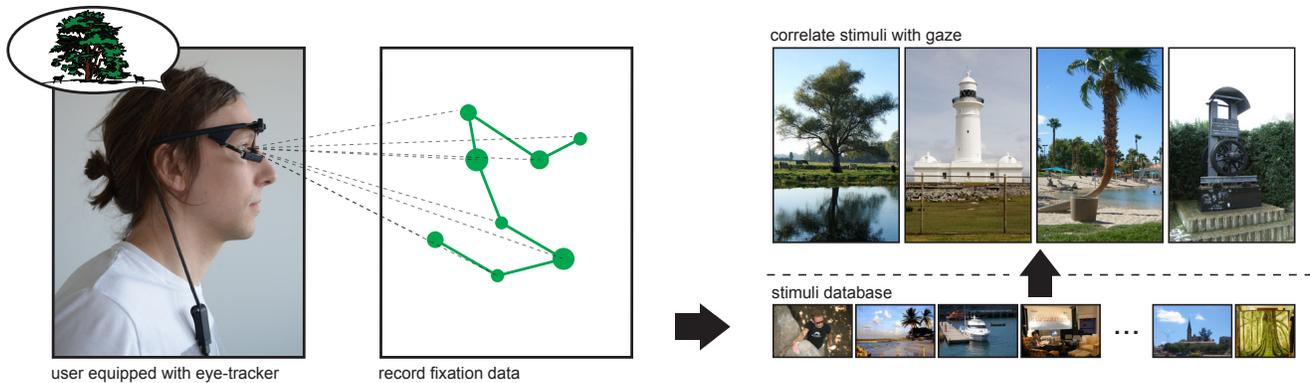 correlate stimuli with gaze
stimuli database
...
user equipped with eye-tracker
record fixation data